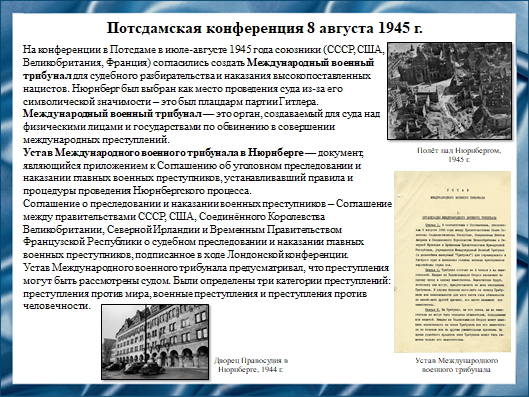 Потсдамская конференция 8 августа 1945 г.
На конференции в Потсдаме в июле-августе 1945 года союзники (СССР, США,
Великобритания, Франция) согласились создать Международный военный
трибунал для судебного разбирательства и наказания высокопоставленных
нацистов. Нюрнберг был выбран как место проведения суда из-за его
символической значимости – это был плацдарм партии Гитлера.
Международный военный трибунал — это орган, создаваемый для суда над
физическими лицами и государствами по обвинению в совершении
международных преступлений.
Устав Международного военного трибунала в Нюрнберге — документ,
являющийся приложением к Соглашению об уголовном преследовании и
наказании главных военных преступников, устанавливавший правила и
процедуры проведения Нюрнбергского процесса.
Соглашение о преследовании и наказании военных преступников – Соглашение
между правительствами СССР, США, Соединённого Королевства
Великобритании, Северной Ирландии и Временным Правительством
Французской Республики о судебном преследовании и наказании главных
военных преступников, подписанное в ходе Лондонской конференции.
Устав Международного военного трибунала предусматривал, что преступления
могут быть рассмотрены судом. Были определены три категории преступлений:
преступления против мира, военные преступления и преступления против
человечности.
Полёт над Нюрнбергом,
1945 г.
УСТАВ
Дворец Правосудия в
Нюрнберге, 1944 г.
Устав Международного
военного трибунала